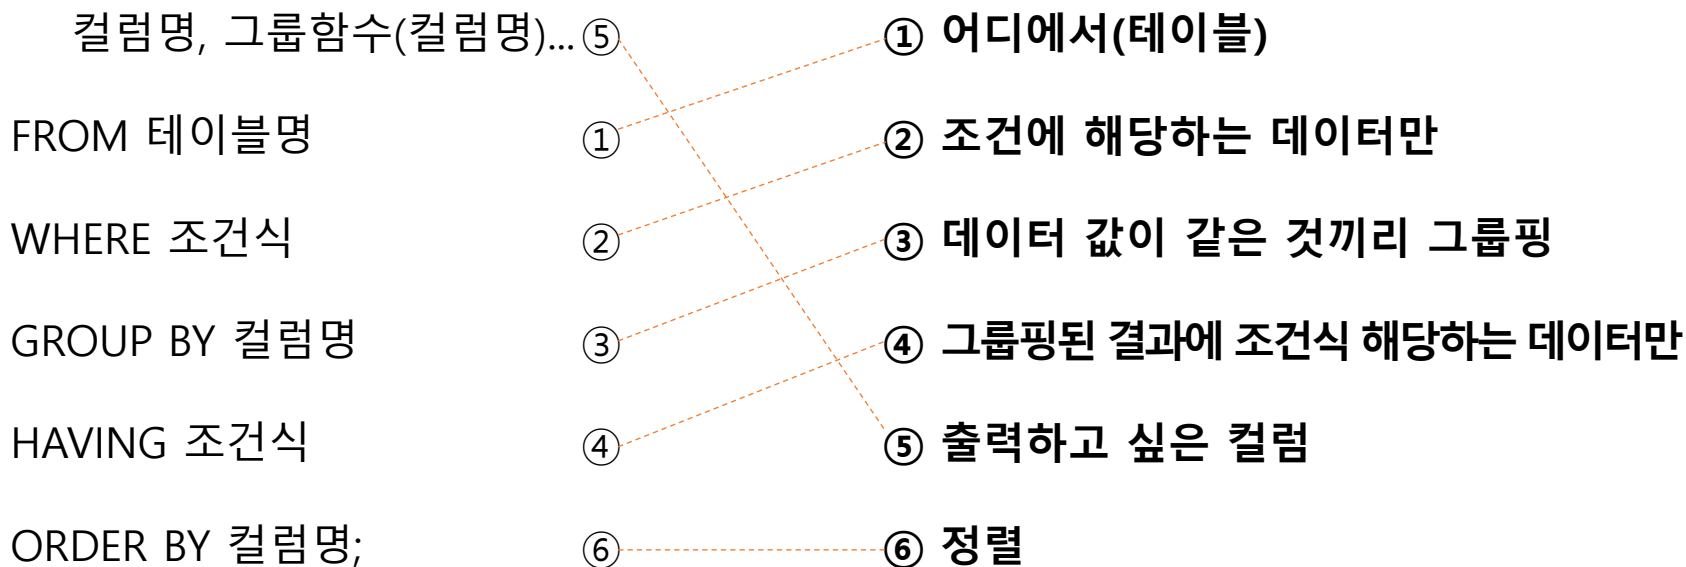 컬럼명, 그룹함수(컬럼명)... ⑤ ① 어디에서(테이블)
FROM 테이블명 ① ② 조건에 해당하는 데이터만
WHERE 조건식 ② ③ 데이터 값이 같은 것끼리 그룹핑
GROUP BY 컬럼명 ③ ④ 그룹핑된 결과에 조건식 해당하는 데이터만
HAVING 조건식 ④ ⑤ 출력하고 싶은 컬럼
ORDER BY 컬럼명; ⑥ ⑥ 정렬